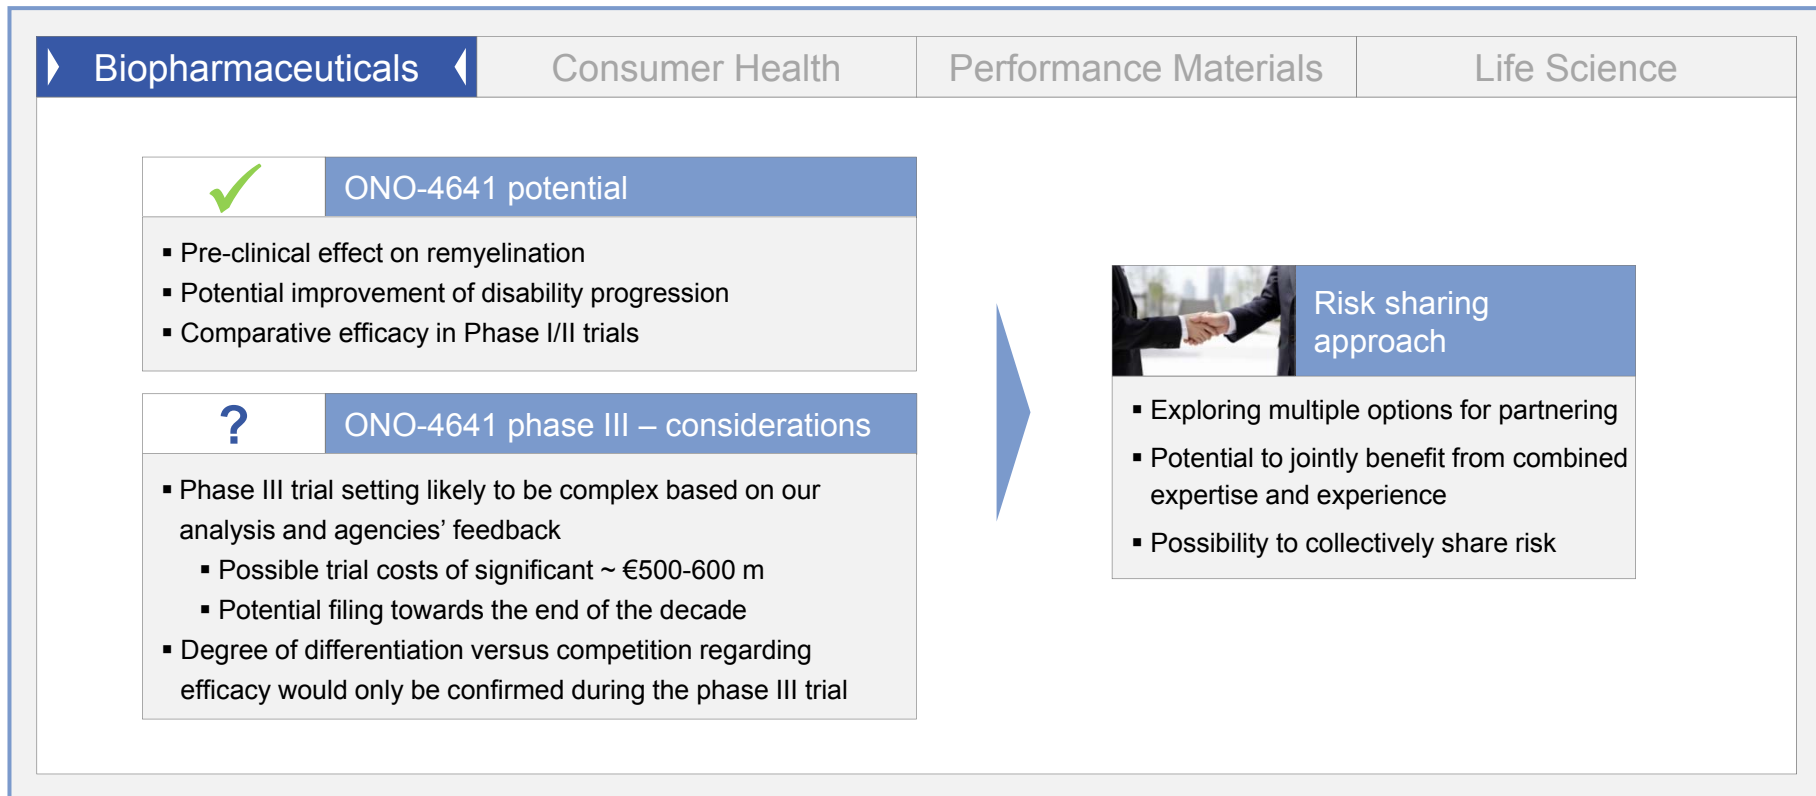 Biopharmaceuticals
Consumer Health
Performance Materials
Life Science
ONO-4641 potential
▪ Pre-clinical effect on remyelination
▪ Potential improvement of disability progression
▪ Comparative efficacy in Phase I/II trials
?
ONO-4641 phase III – considerations
▪ Phase III trial setting likely to be complex based on our
analysis and agencies’ feedback
▪ Possible trial costs of significant ~ €500-600 m
▪ Potential filing towards the end of the decade
▪ Degree of differentiation versus competition regarding
efficacy would only be confirmed during the phase III trial
Risk sharing
approach
▪ Exploring multiple options for partnering
▪ Potential to jointly benefit from combined
expertise and experience
▪ Possibility to collectively share risk